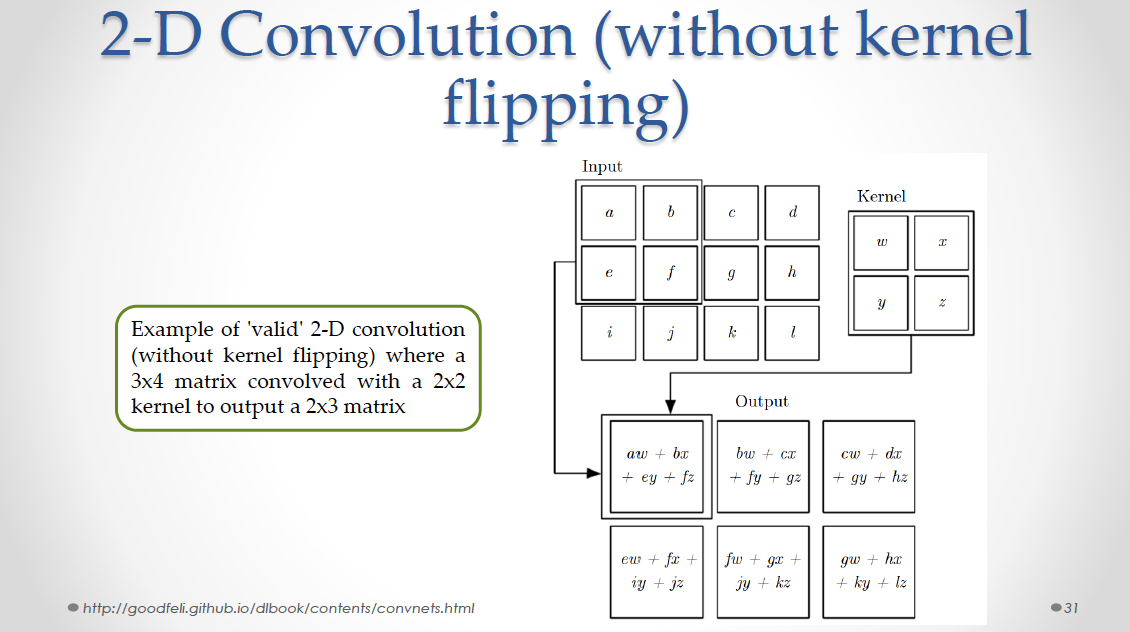 2-D Convolution (without kernel
flipping)
Input
Kernel
a b c d
w x
e f g h
y z
i j k l
Example of 'valid' 2-D convolution
(without kernel flipping) where a
3x4 matrix convolved with a 2x2
kernel to output a 2x3 matrix
Output
aw + bx
+ ey + fz
bw + cx
+ fy + gz
cw + dx
+ gy + hz
ew + fx +
iy + jz
fw + gx +
jy + kz
gw + hx
+ ky + lz
http://goodfeli.github.io/dlbook/contents/convnets.html
31